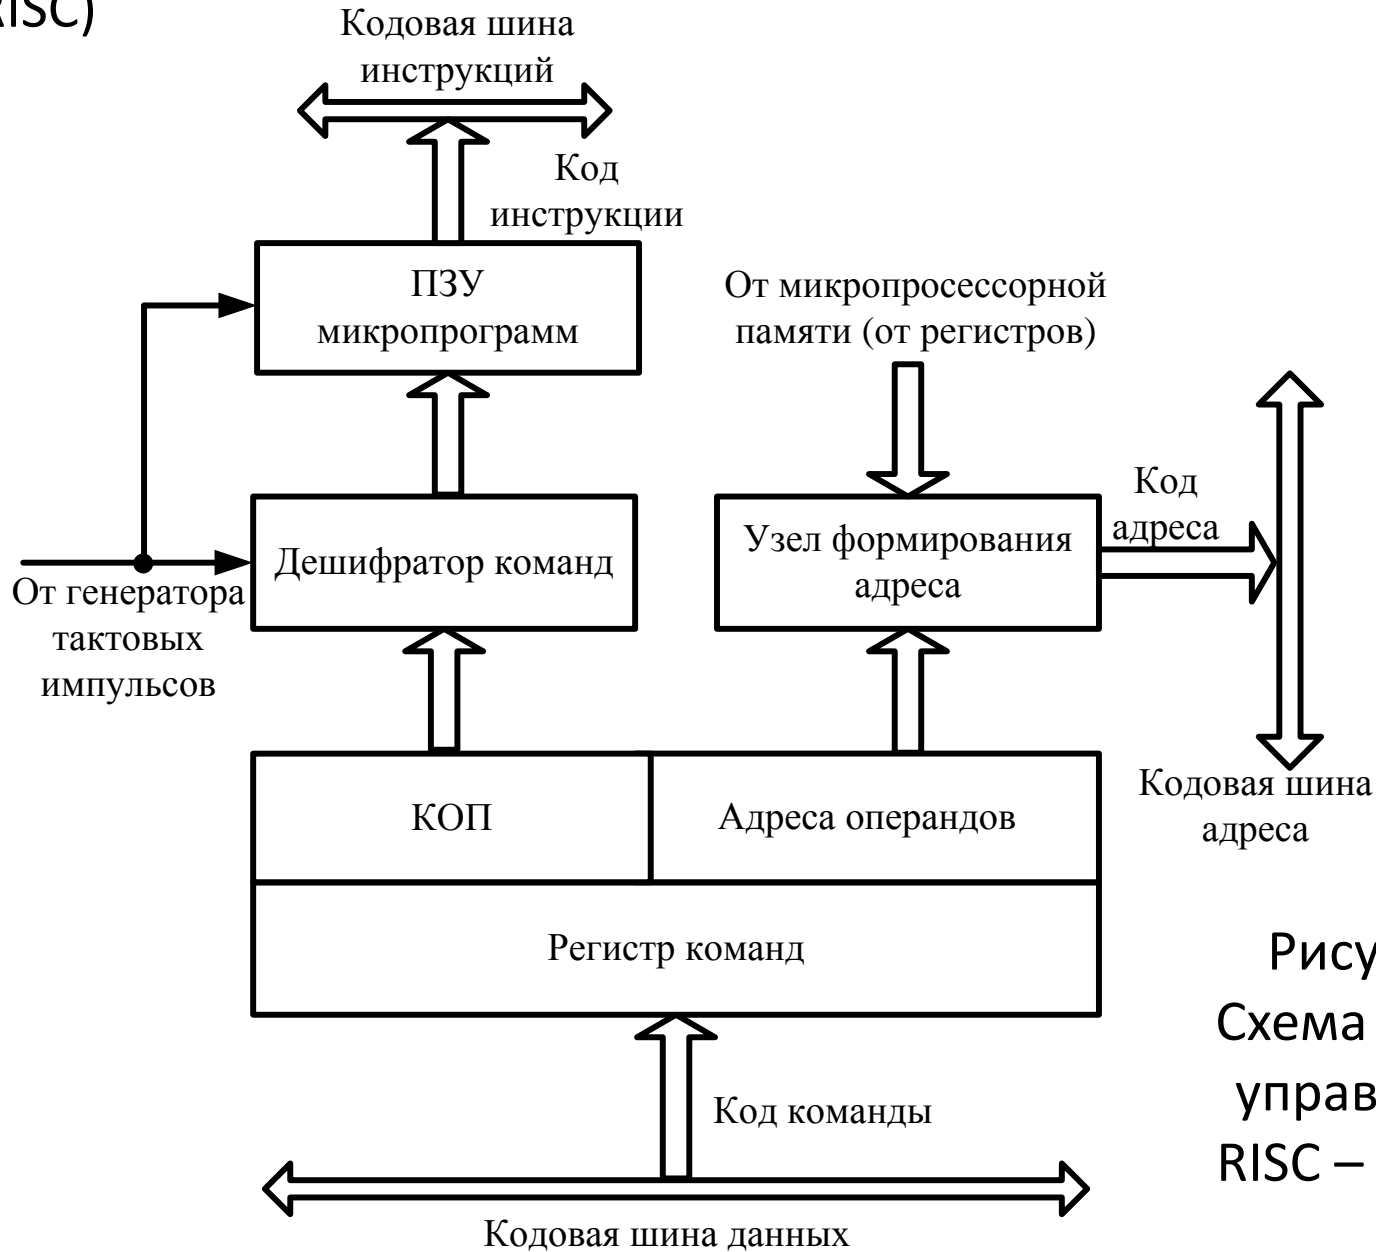 RISC)
Кодовая шина
инструкций
Код
инструкции
ПЗУ
микропрограмм
От микропросессорной
памяти (от регистров)
Код
адреса
Дешифратор команд
Узел формирования
адреса
От генератора
тактовых
импульсов
Кодовая шина
адреса
КОП
Адреса операндов
Регистр команд
Рису
Схема
управ
RISC –
Код команды
Кодовая шина данных